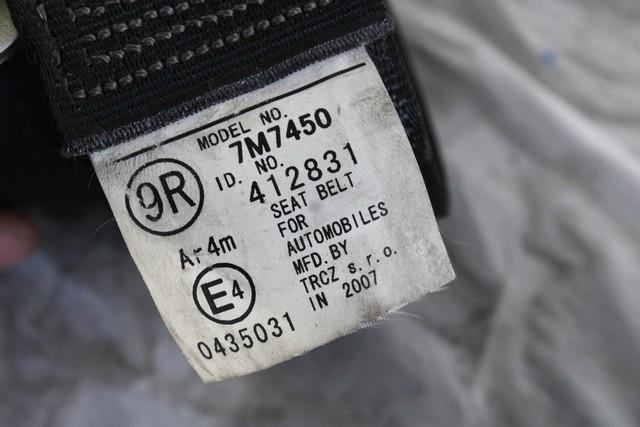 MODEL NO.
7M7450
ID. NO.
412831
SEAT BELT
FOR
AUTOMOBILES
MFD. BY
TRCZ s.r.o.
IN 2007
9R
Ar4m
E4
0435031